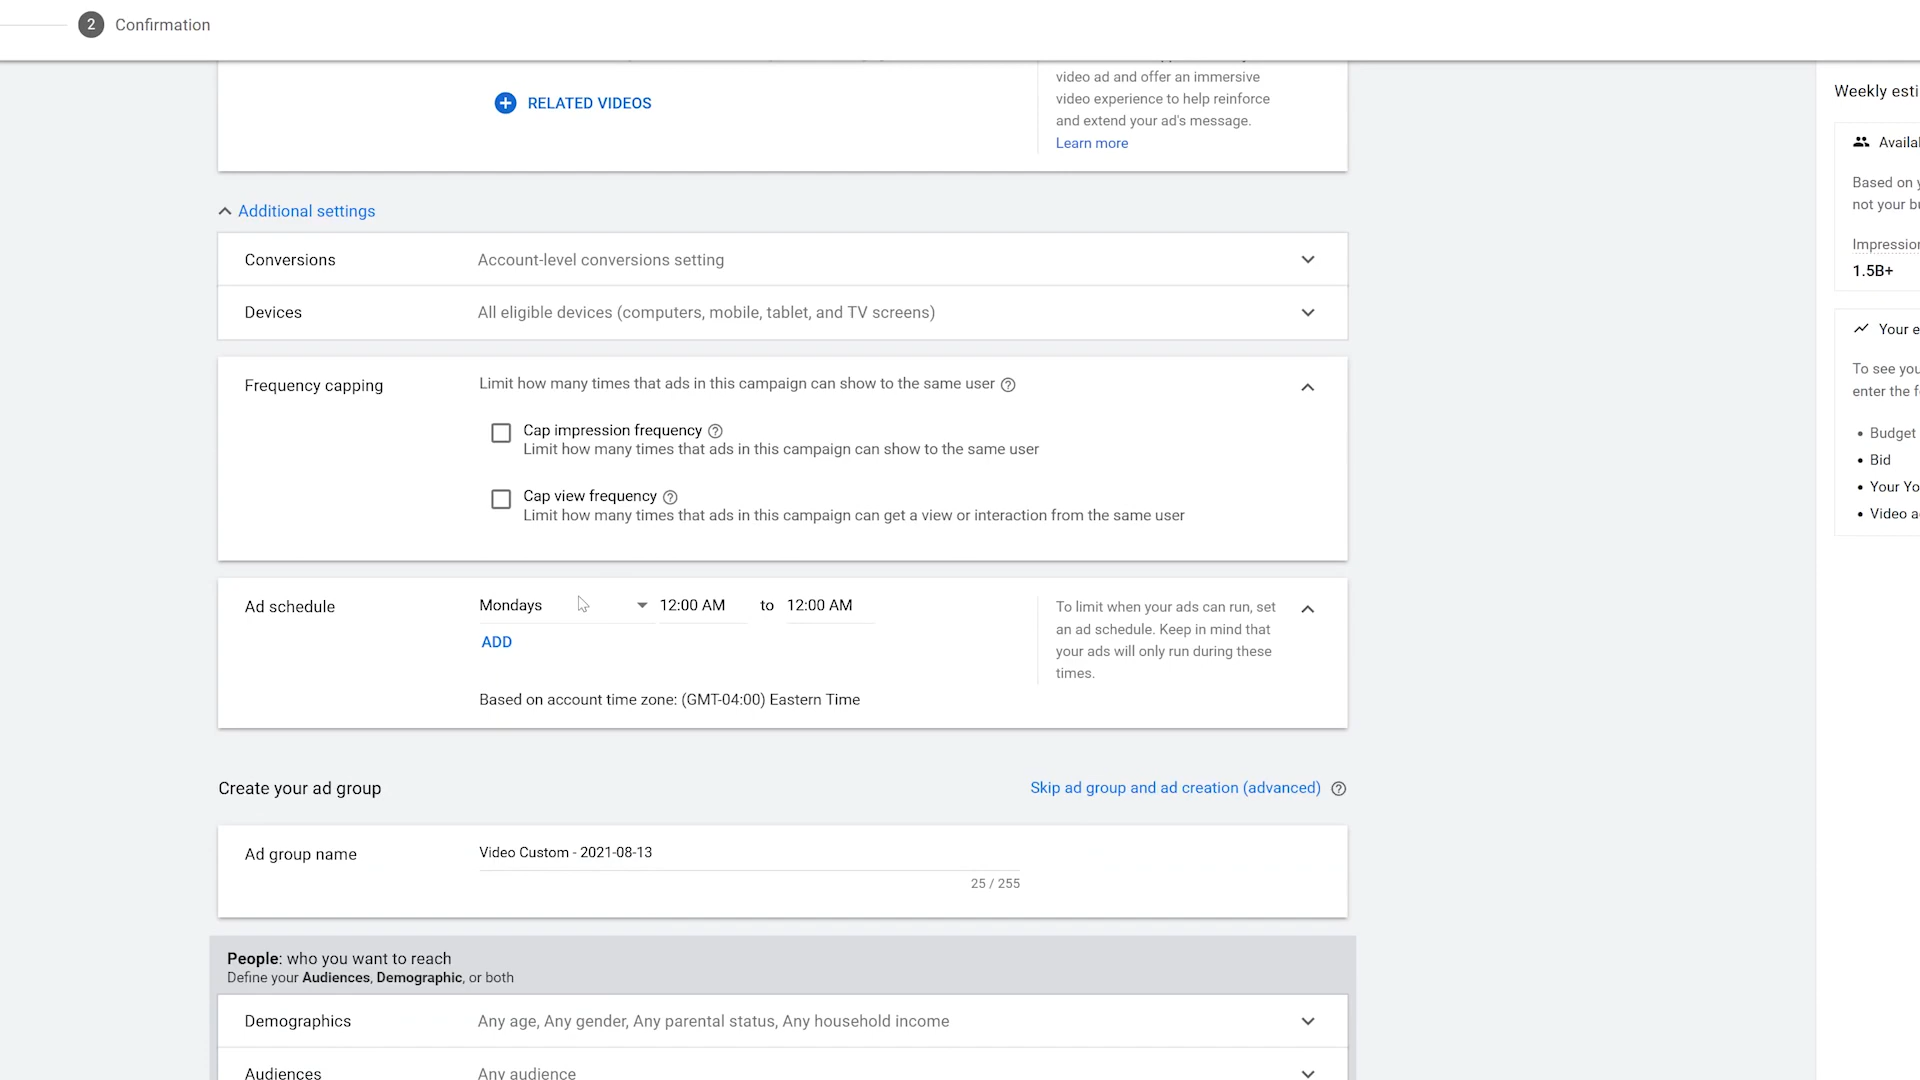 2 Confirmation
video ad and offer an immersive
video experience to help reinforce
and extend your ad's message.
Learn more
RELATED VIDEOS
Additional settings
Conversions Account-level conversions setting
Devices All eligible devices (computers, mobile, tablet, and TV screens)
Frequency capping Limit how many times that ads in this campaign can show to the same user
Cap impression frequency
Limit how many times that ads in this campaign can show to the same user
Cap view frequency
Limit how many times that ads in this campaign can get a view or interaction from the same user
Ad schedule Mondays 12:00 AM to 12:00 AM
ADD
Based on account time zone: (GMT-04:00) Eastern Time
To limit when your ads can run, set
an ad schedule. Keep in mind that
your ads will only run during these
times.
Create your ad group Skip ad group and ad creation (advanced)
Ad group name Video Custom - 2021-08-13
25 / 255
People: who you want to reach
Define your Audiences, Demographic, or both
Demographics Any age, Any gender, Any parental status, Any household income
Audiences Any audience
Weekly esti
Availa
Based on
not your
Impression
1.5B+
Your e
To see you
enter the f
Budget
Bid
Your Yo
Video a